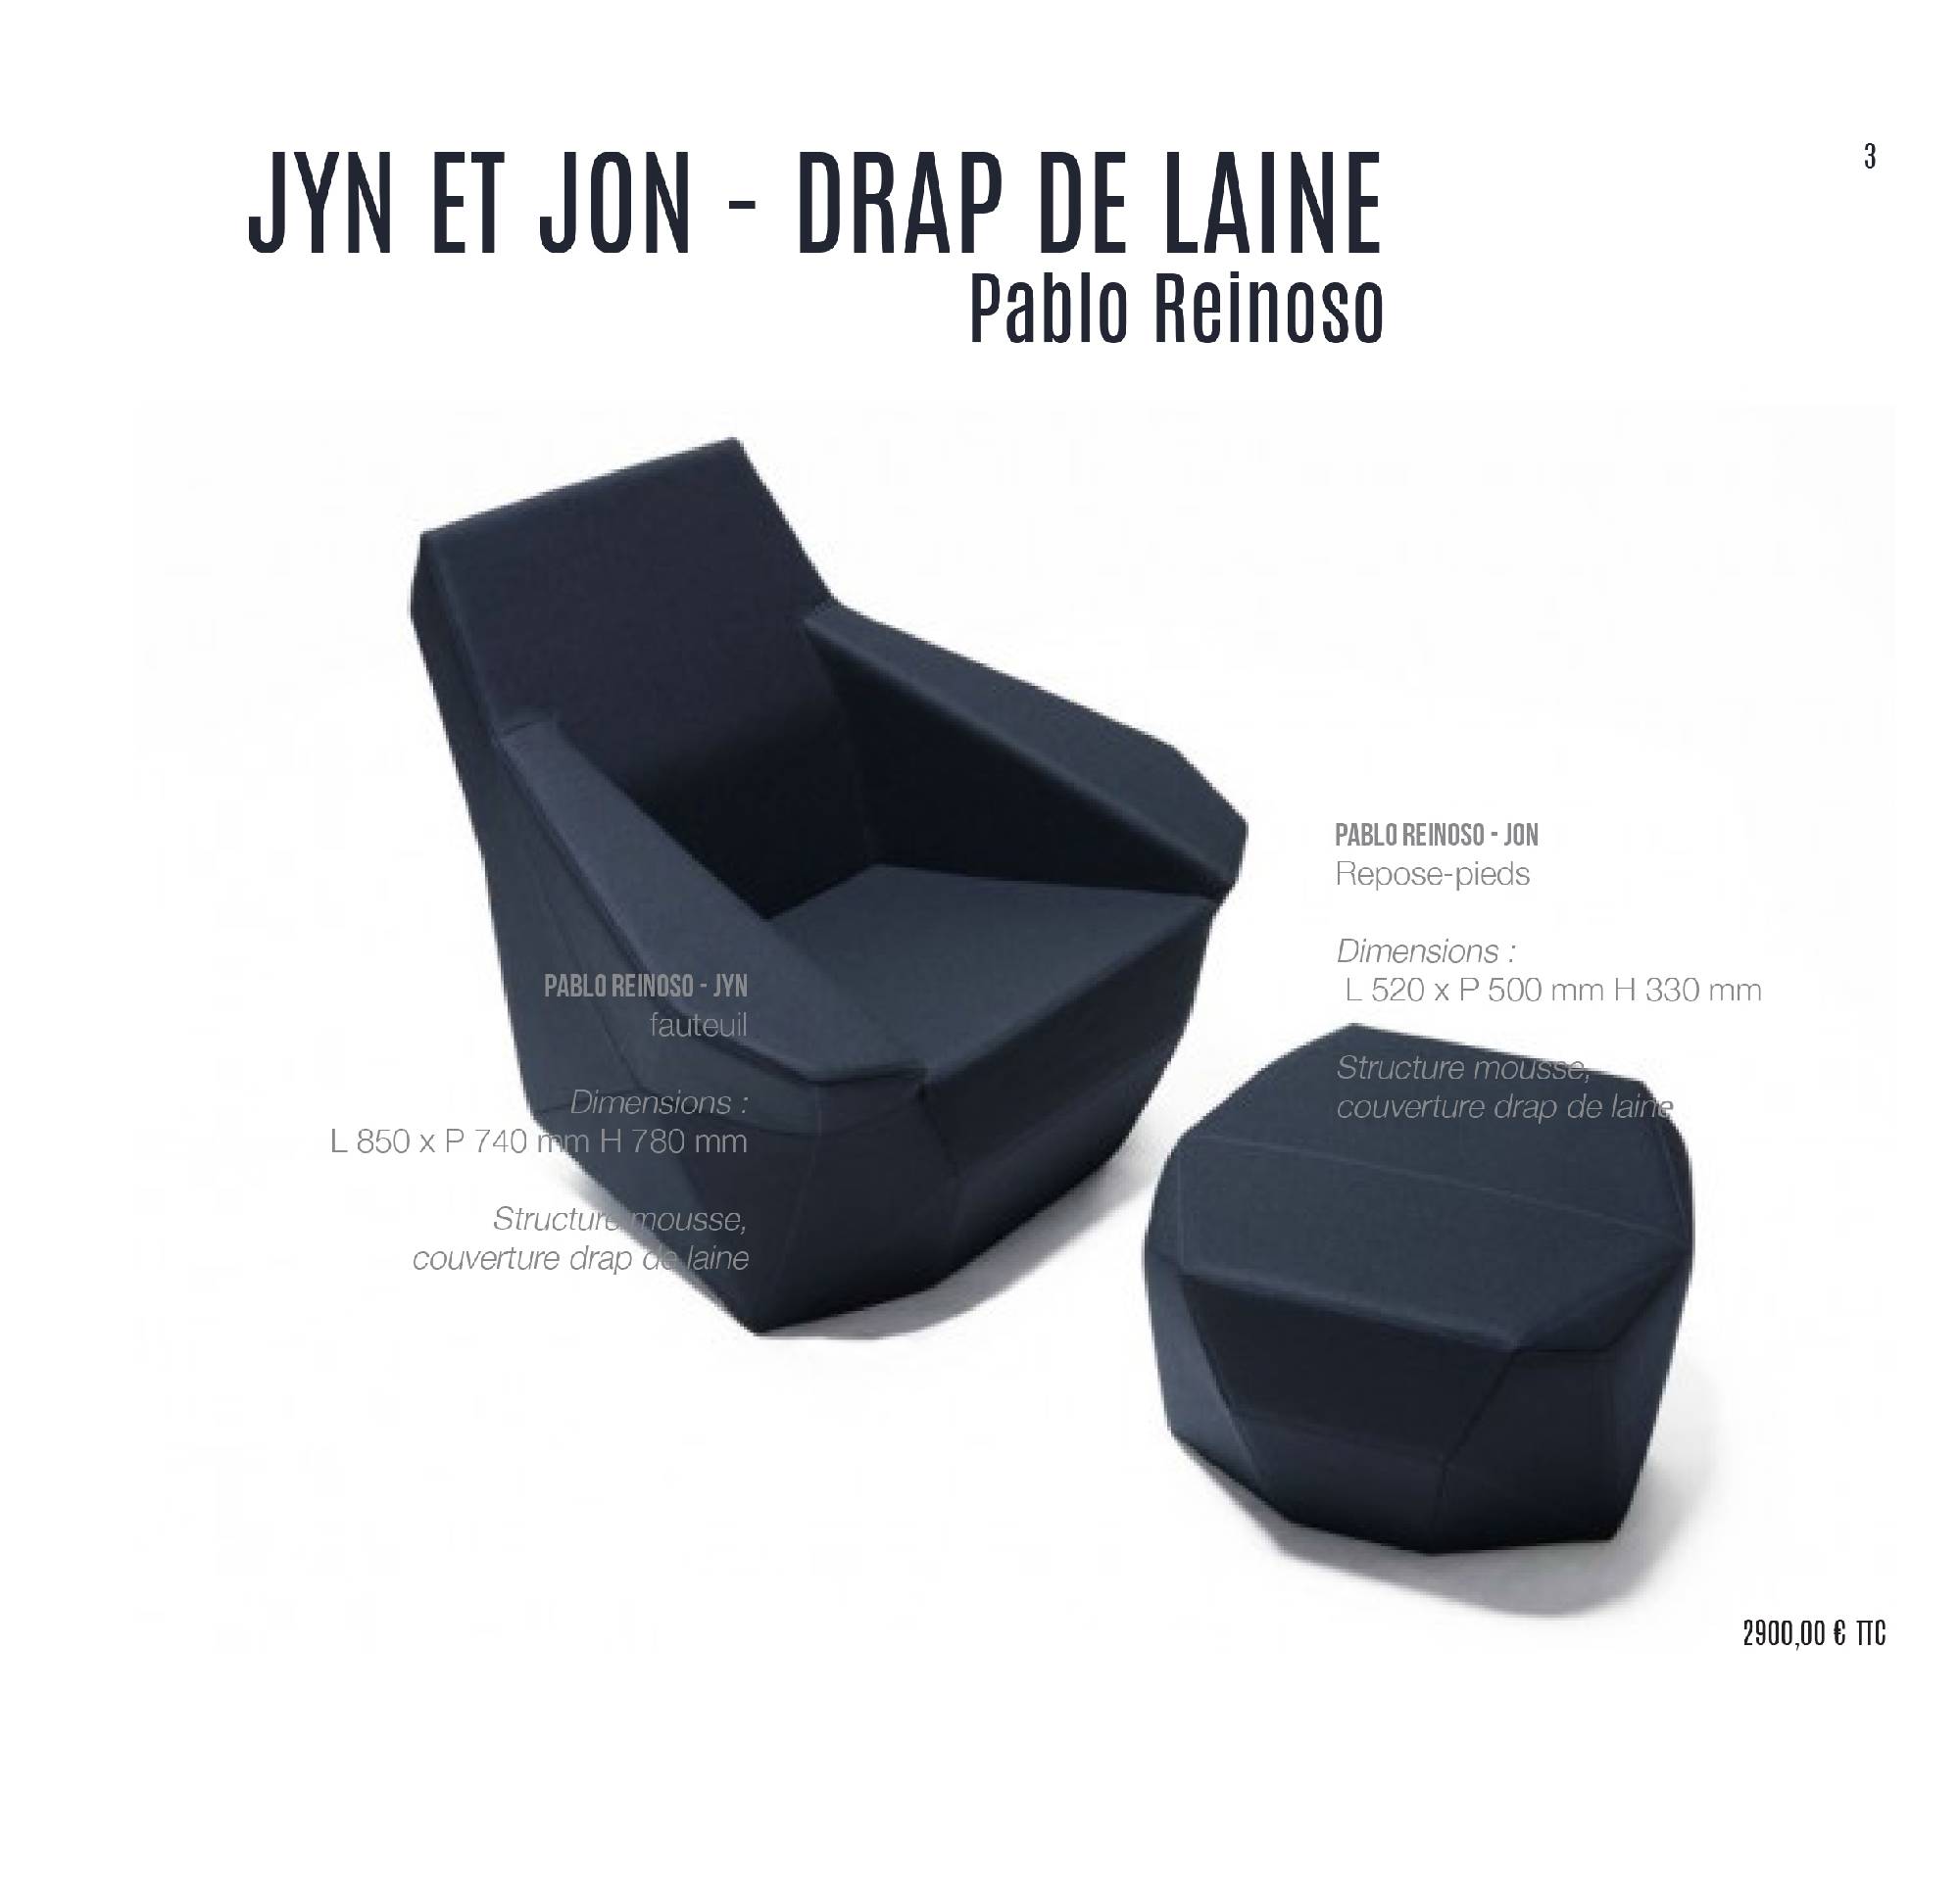 3
JYN ET JON - DRAP DE LAINE
Pablo Reinoso
PABLO REINOSO - JYN
fauteuil
Dimensions :
L 850 x P 740 mm H 780 mm
Structure mousse,
couverture drap de laine
PABLO REINOSO - JON
Repose-pieds
Dimensions :
L 520 x P 500 mm H 330 mm
Structure mousse,
couverture drap de laine
2900,00 € TTC